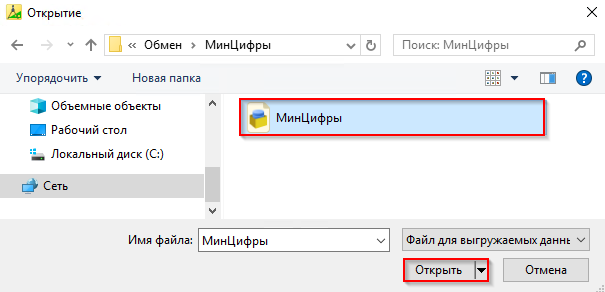 Открытие
« Обмен › МинЦифры
Поиск: МинЦифры
Упорядочить
Новая папка
Объемные объекты
Рабочий стол
Локальный диск (C:)
Сеть
МинЦифры
Имя файла:
МинЦифры
Файл для выгружаемых даннь
Открыть
Отмена